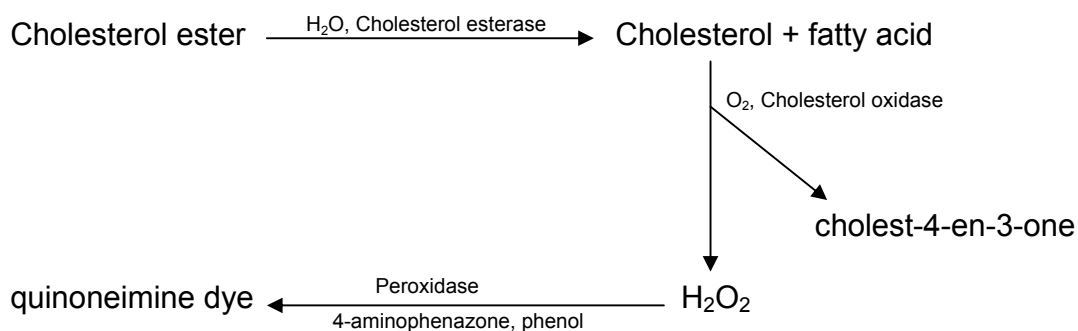 Cholesterol ester
H₂O, Cholesterol esterase
Cholesterol + fatty acid
O₂, Cholesterol oxidase
cholest-4-en-3-one
quinoneimine dye
Peroxidase
4-aminophenazone, phenol
H₂O₂